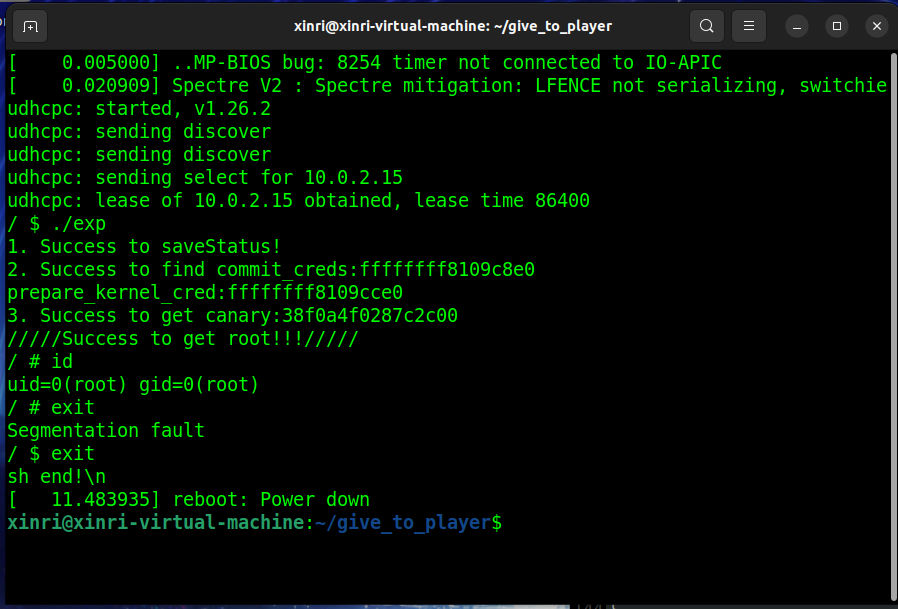 xinri@xinri-virtual-machine: ~/give_to_player
[    0.005000] ..MP-BIOS bug: 8254 timer not connected to IO-APIC
[    0.020909] Spectre V2 : Spectre mitigation: LFENCE not serializing, switchie
udhcpc: started, v1.26.2
udhcpc: sending discover
udhcpc: sending discover
udhcpc: sending select for 10.0.2.15
udhcpc: lease of 10.0.2.15 obtained, lease time 86400
/ $ ./exp
1. Success to saveStatus!
2. Success to find commit_creds:ffffffff8109c8e0
prepare_kernel_cred:ffffffff8109cce0
3. Success to get canary:38f0a4f0287c2c00
/////Success to get root!!!/////
/ # id
uid=0(root) gid=0(root)
/ # exit
Segmentation fault
/ $ exit
sh end!\n
[   11.483935] reboot: Power down
xinri@xinri-virtual-machine:~/give_to_player$